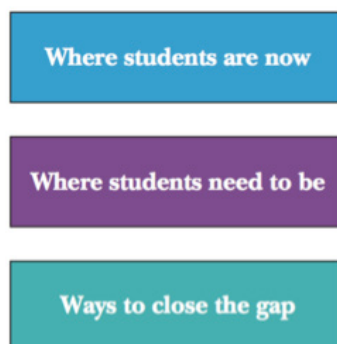 Where students are now
Where students need to be
Ways to close the gap